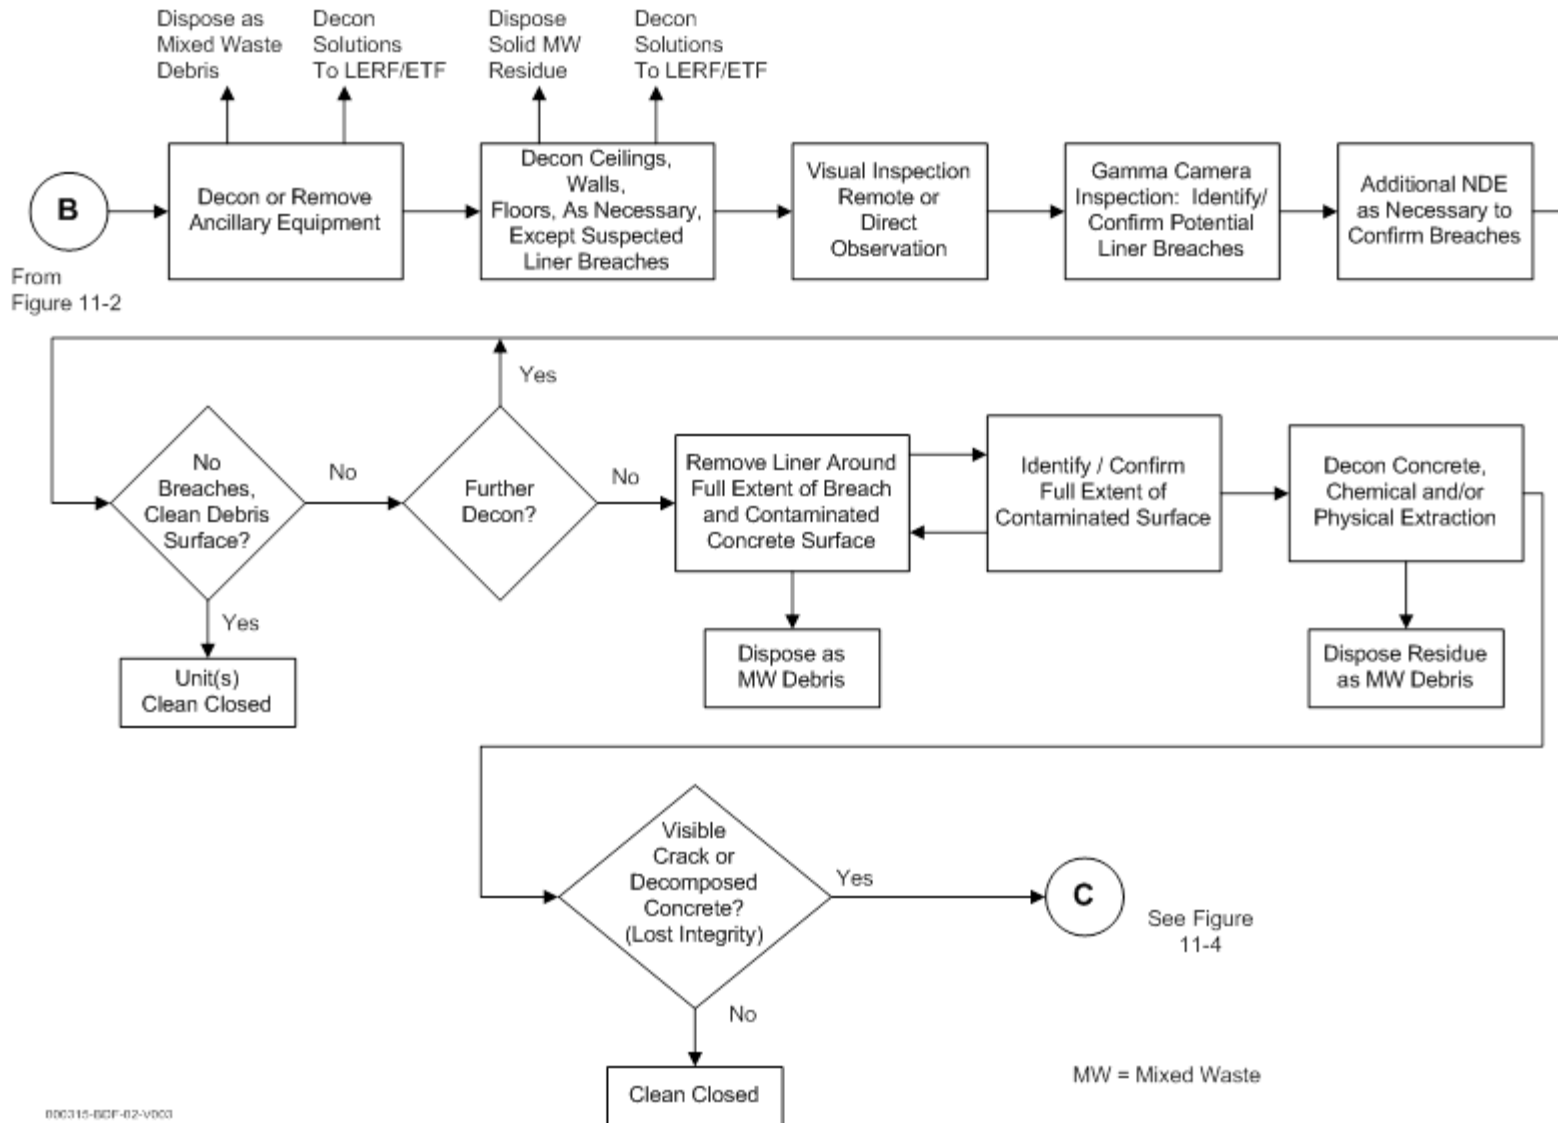 Dispose as
Mixed Waste
Debris
Decon
Solutions
To LERF/ETF
Dispose
Solid MW
Residue
Decon
Solutions
To LERF/ETF
B
From
Figure 11-2
Decon or Remove
Ancillary Equipment
Decon Ceilings,
Walls,
Floors, As Necessary,
Except Suspected
Liner Breaches
Visual Inspection
Remote or
Direct
Observation
Gamma Camera
Inspection: Identify/
Confirm Potential
Liner Breaches
Additional NDE
as Necessary to
Confirm Breaches
No
Breaches,
Clean Debris
Surface?
No
Yes
Unit(s)
Clean Closed
Further
Decon?
Yes
No
Remove Liner Around
Full Extent of Breach
and Contaminated
Concrete Surface
Dispose as
MW Debris
Identify / Confirm
Full Extent of
Contaminated Surface
Decon Concrete,
Chemical and/or
Physical Extraction
Dispose Residue
as MW Debris
Visible
Crack or
Decomposed
Concrete?
(Lost Integrity)
Yes
C
See Figure
11-4
No
Clean Closed
MW = Mixed Waste
000315-BDF-02-V003